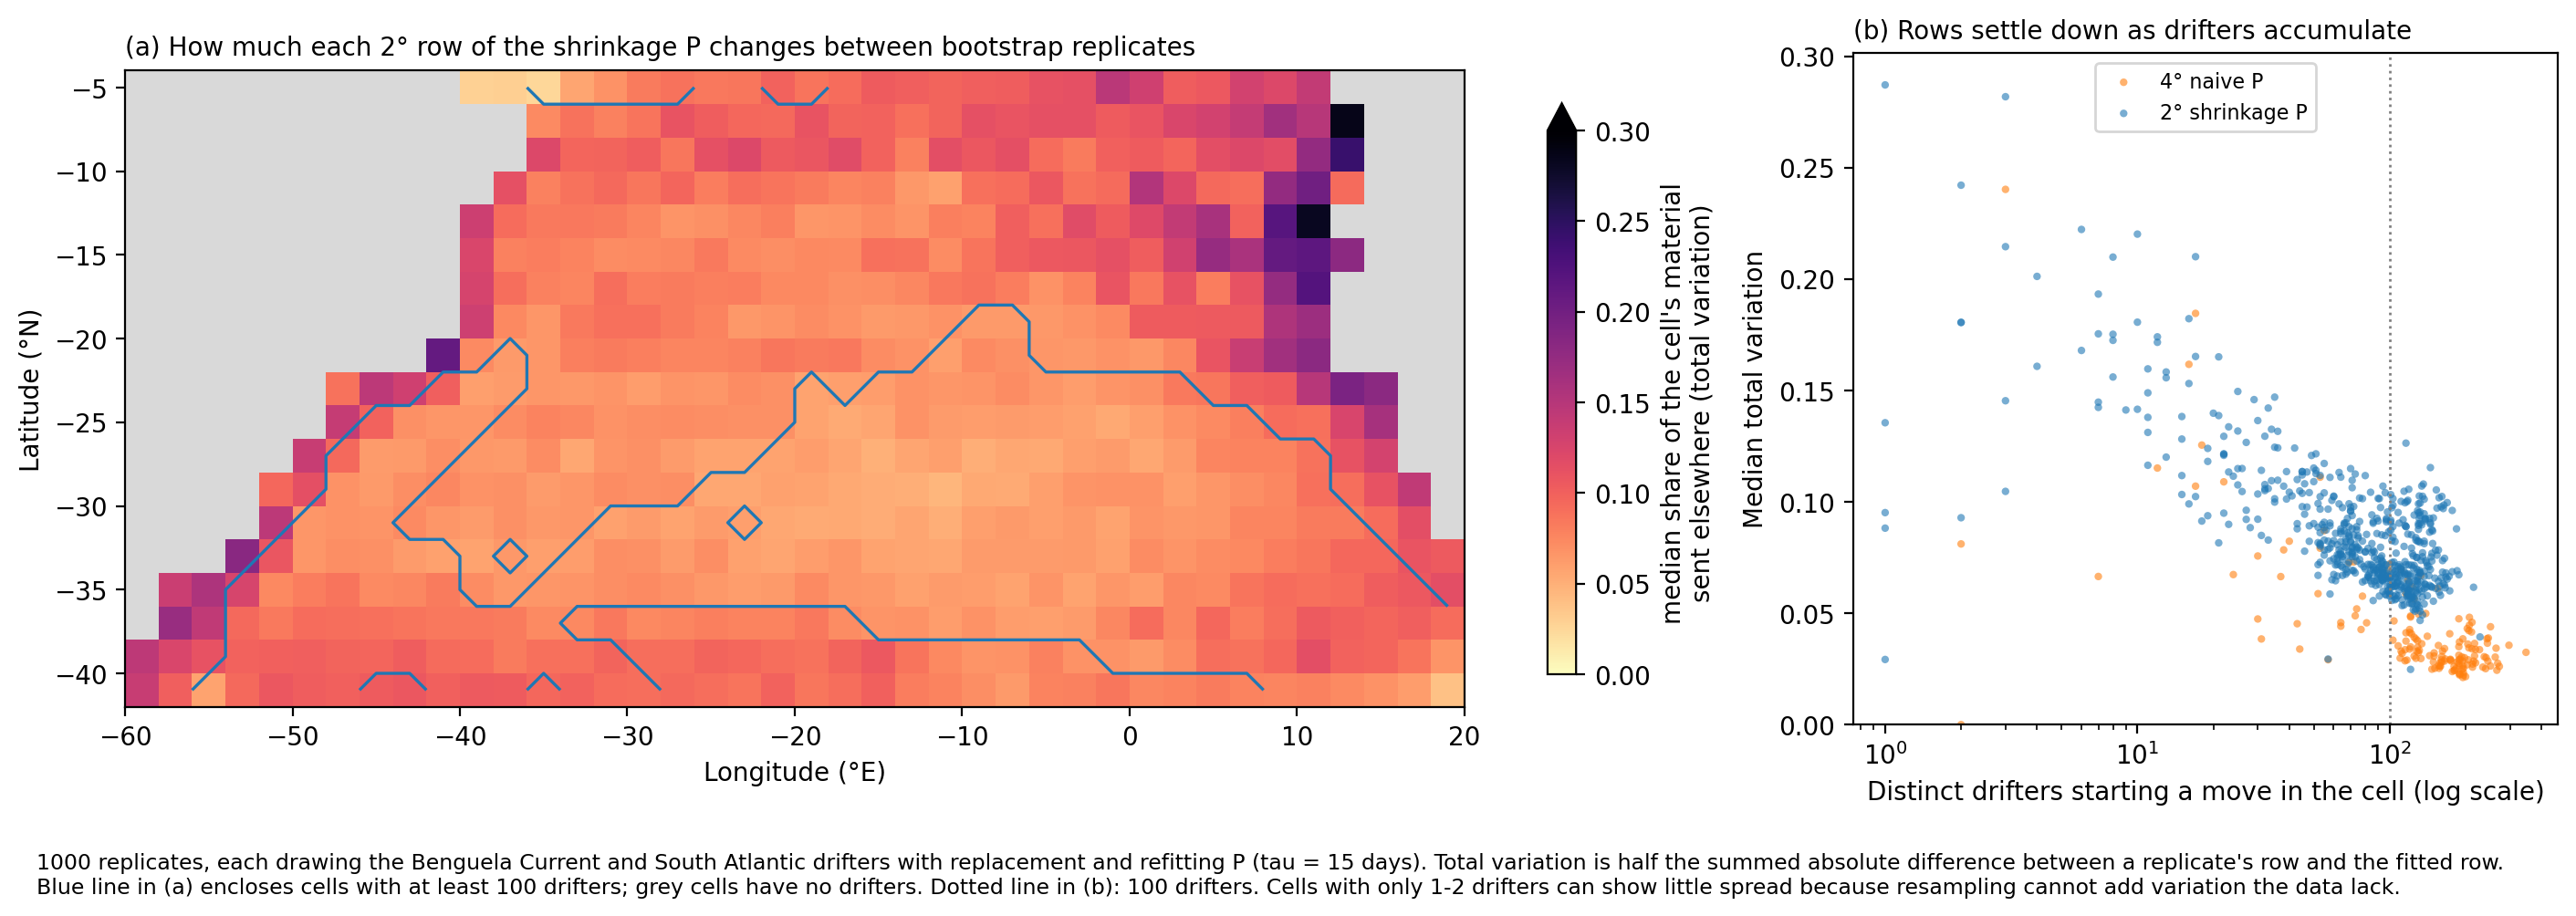 (a) How much each 2° row of the shrinkage P changes between bootstrap replicates
−5
−10
−15
−20
−25
−30
−35
−40
Latitude (°N)
−60
−50
−40
−30
−20
−10
0
10
20
Longitude (°E)
0.30
0.25
0.20
0.15
0.10
0.05
0.00
median share of the cell's material
sent elsewhere (total variation)
(b) Rows settle down as drifters accumulate
4° naive P
2° shrinkage P
0.30
0.25
0.20
0.15
0.10
0.05
0.00
Median total variation
10⁰
10¹
10²
Distinct drifters starting a move in the cell (log scale)
1000 replicates, each drawing the Benguela Current and South Atlantic drifters with replacement and refitting P (tau = 15 days). Total variation is half the summed absolute difference between a replicate's row and the fitted row.
Blue line in (a) encloses cells with at least 100 drifters; grey cells have no drifters. Dotted line in (b): 100 drifters. Cells with only 1-2 drifters can show little spread because resampling cannot add variation the data lack.